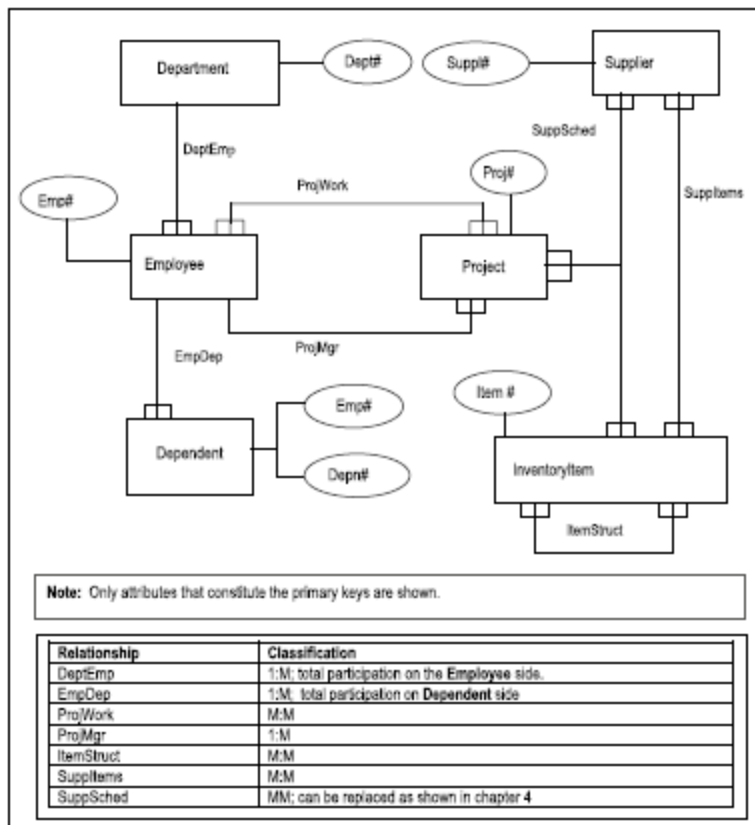 Department
Dept#
Suppl#
Supplier
SuppSched
DeptEmp
ProjWork
Proj#
SuppItems
Emp#
Employee
Project
ProjMgr
EmpDep
Emp#
Item #
Dependent
Depn#
InventoryItem
ItemStruct
Note: Only attributes that constitute the primary keys are shown.
Relationship Classification
DeptEmp 1:M; total participation on the Employee side.
EmpDep 1:M; total participation on Dependent side
ProjWork M:M
ProjMgr 1:M
ItemStruct M:M
SuppItems M:M
SuppSched MM; can be replaced as shown in chapter 4